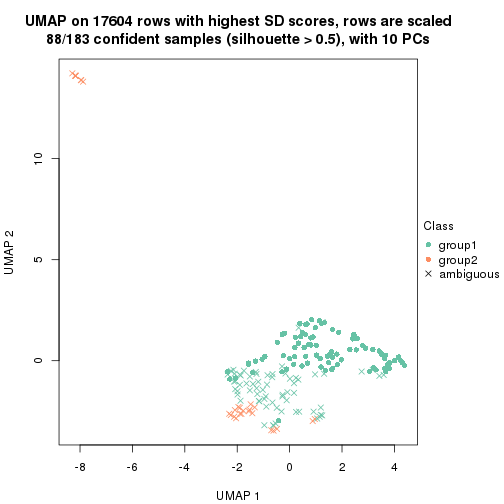 UMAP on 17604 rows with highest SD scores, rows are scaled
88/183 confident samples (silhouette > 0.5), with 10 PCs
10
5
0
UMAP 2
-8
-6
-4
-2
0
2
4
UMAP 1
Class
group1
group2
ambiguous